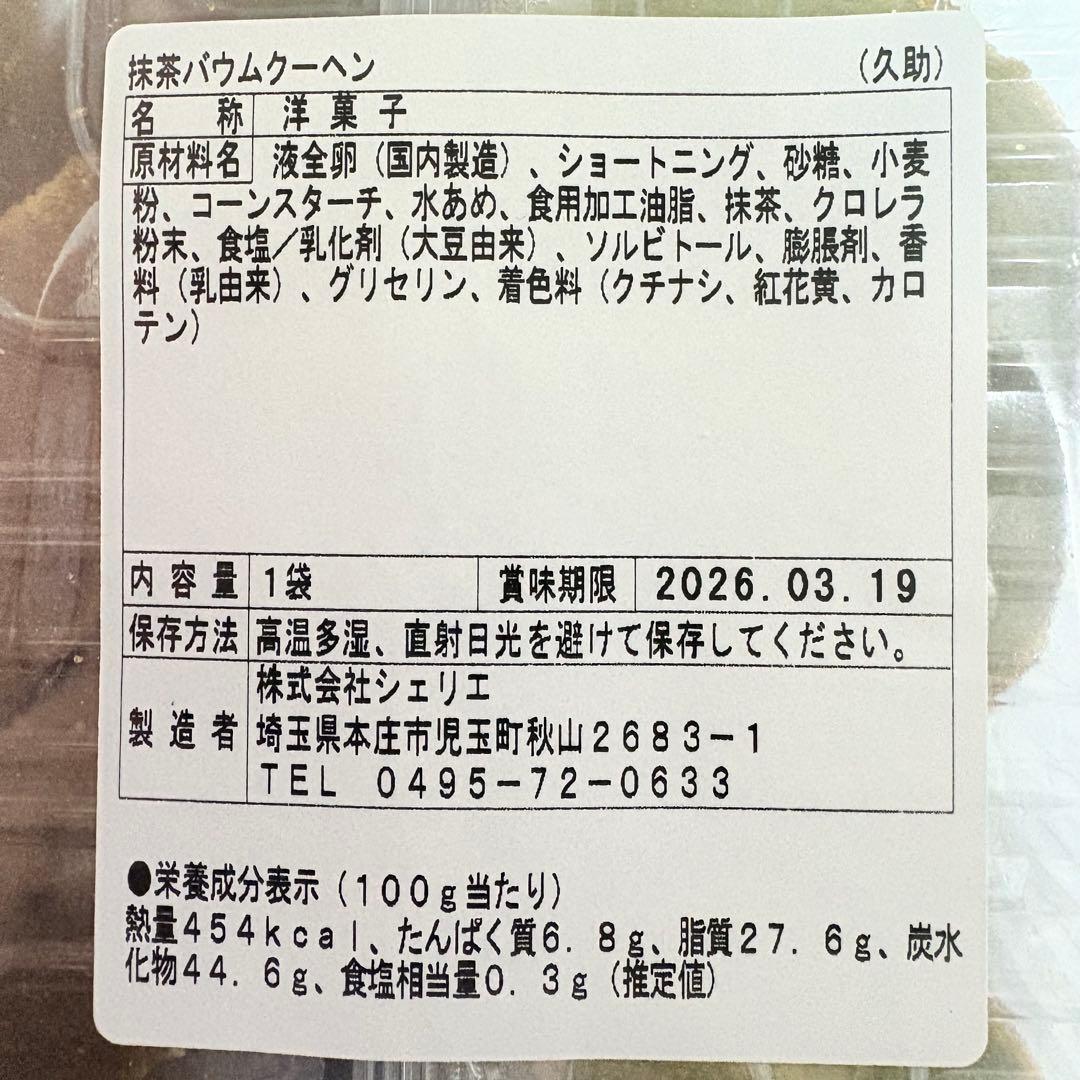 抹茶バウムクーヘン （久助）
名称 洋菓子
原材料名 液全卵（国内製造）、ショートニング、砂糖、小麦
粉、コーンスターチ、水あめ、食用加工油脂、抹茶、クロレラ
粉末、食塩／乳化剤（大豆由来）、ソルビトール、膨脹剤、香
料（乳由来）、グリセリン、着色料（クチナシ、紅花黄、カロ
テン）
内容量 1袋 賞味期限 2026.03.19
保存方法 高温多湿、直射日光を避けて保存してください。
株式会社シェリエ
製造者 埼玉県本庄市児玉町秋山２６８３－１
ＴＥＬ ０４９５－７２－０６３３
●栄養成分表示（１００ｇ当たり）
熱量４５４ｋｃａｌ、たんぱく質６．８ｇ、脂質２７．６ｇ、炭水
化物４４．６ｇ、食塩相当量０．３ｇ（推定値）